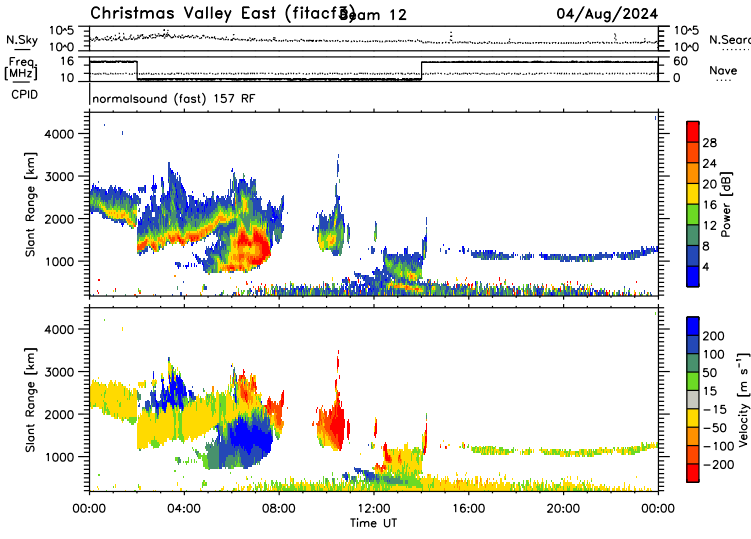 Christmas Valley East (fitacf3) Beam 12 04/Aug/2024
N.Sky 10^5 10^0 10^5 10^0 N.Searc
Freq. [MHz] 16 10 60 0 Nave
CPID normalsound (fast) 157 RF
Slant Range [km] 4000 3000 2000 1000
28 24 20 16 12 8 4 Power [dB]
Slant Range [km] 4000 3000 2000 1000
200 100 50 15 −15 −50 −100 −200 Velocity [m s⁻¹]
00:00 04:00 08:00 12:00 16:00 20:00 00:00
Time UT